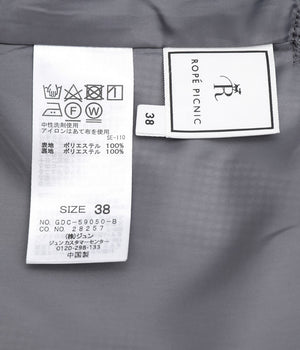 中性洗剤使用
アイロンはあて布を使用
SE-110
表地 ポリエステル 100%
裏地 ポリエステル 100%
SIZE 38
NO. GDC-59050-B
CO.NO. 28257
㈱ジュン
ジュンカスタマーセンター
0120-298-133
中国製
38
R
ROPÉ PICNIC